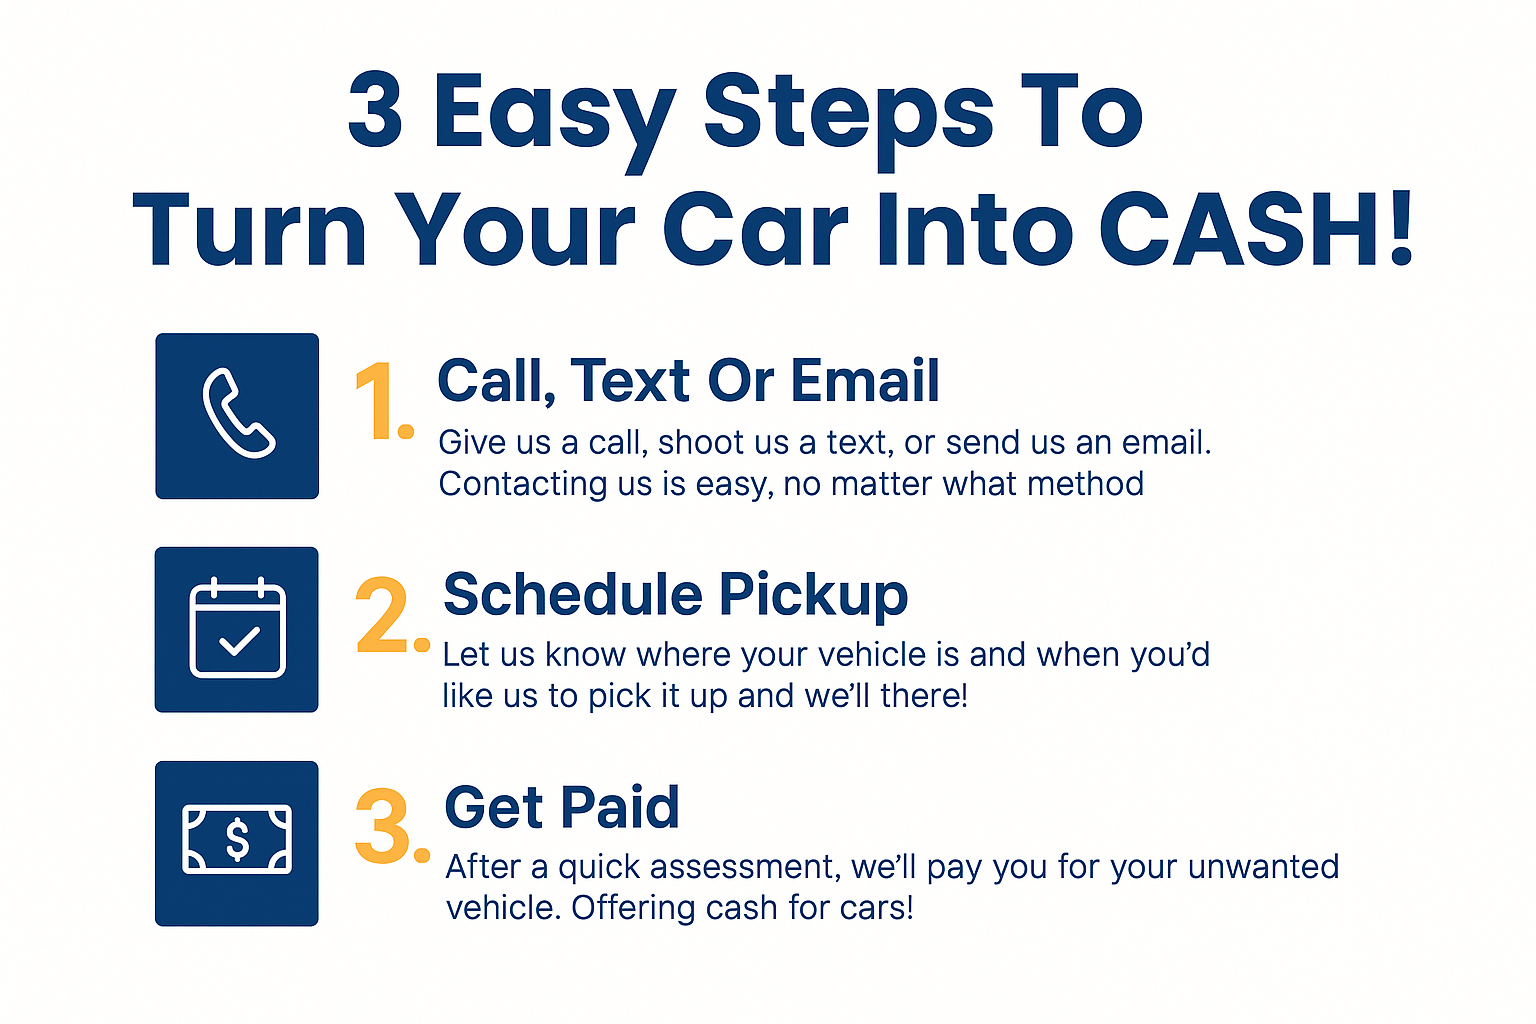 3 Easy Steps To
Turn Your Car Into CASH!
1. Call, Text Or Email
Give us a call, shoot us a text, or send us an email.
Contacting us is easy, no matter what method
2. Schedule Pickup
Let us know where your vehicle is and when you’d
like us to pick it up and we’ll there!
$
3. Get Paid
After a quick assessment, we’ll pay you for your unwanted
vehicle. Offering cash for cars!